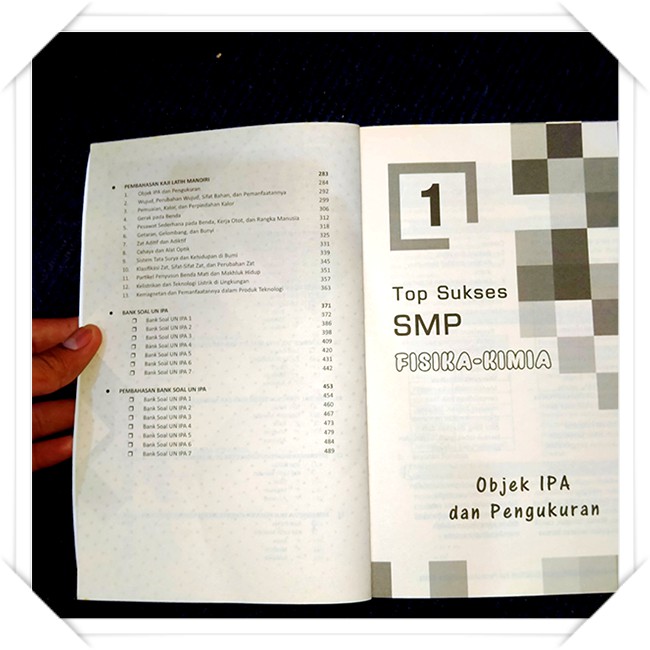 PEMBAHASAN KAJI LATIH MANDIRI 283
1. Objek IPA dan Pengukuran 284
2. Wujud, Perubahan Wujud, Sifat Bahan, dan Pemanfaatannya 292
3. Pemuaian, Kalor, dan Perpindahan Kalor 299
4. Gerak pada Benda 306
5. Pesawat Sederhana pada Benda, Kerja Otot, dan Rangka Manusia 312
6. Getaran, Gelombang, dan Bunyi 318
7. Zat Aditif dan Adiktif 325
8. Cahaya dan Alat Optik 331
9. Sistem Tata Surya dan Kehidupan di Bumi 339
10. Klasifikasi Zat, Sifat-Sifat Zat, dan Perubahan Zat 345
11. Partikel Penyusun Benda Mati dan Makhluk Hidup 351
12. Kelistrikan dan Teknologi Listrik di Lingkungan 357
13. Kemagnetan dan Pemanfaatannya dalam Produk Teknologi 363
BANK SOAL UN IPA 371
Bank Soal UN IPA 1 372
Bank Soal UN IPA 2 386
Bank Soal UN IPA 3 398
Bank Soal UN IPA 4 409
Bank Soal UN IPA 5 420
Bank Soal UN IPA 6 431
Bank Soal UN IPA 7 442
PEMBAHASAN BANK SOAL UN IPA 453
Bank Soal UN IPA 1 454
Bank Soal UN IPA 2 460
Bank Soal UN IPA 3 467
Bank Soal UN IPA 4 473
Bank Soal UN IPA 5 479
Bank Soal UN IPA 6 484
Bank Soal UN IPA 7 489
1
Top Sukses
SMP
FISIKA-KIMIA
Objek IPA
dan Pengukuran